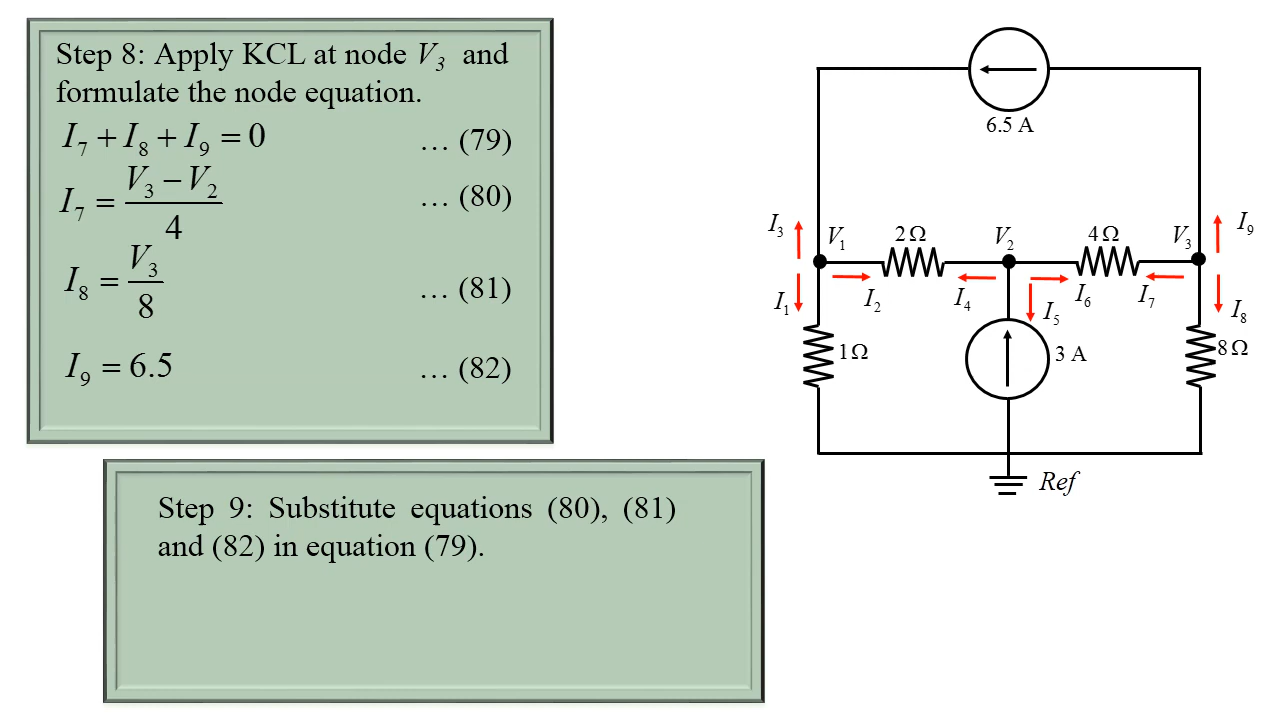 Step 8: Apply KCL at node V₃ and
formulate the node equation.
I₇ + I₈ + I₉ = 0 … (79)
I₇ = (V₃ − V₂)/4 … (80)
I₈ = V₃/8 … (81)
I₉ = 6.5 … (82)
Step 9: Substitute equations (80), (81)
and (82) in equation (79).
6.5 A
I₃
V₁
2 Ω
V₂
4 Ω
V₃
I₉
I₁
I₂
I₄
I₅
I₆
I₇
I₈
1 Ω
3 A
8 Ω
Ref